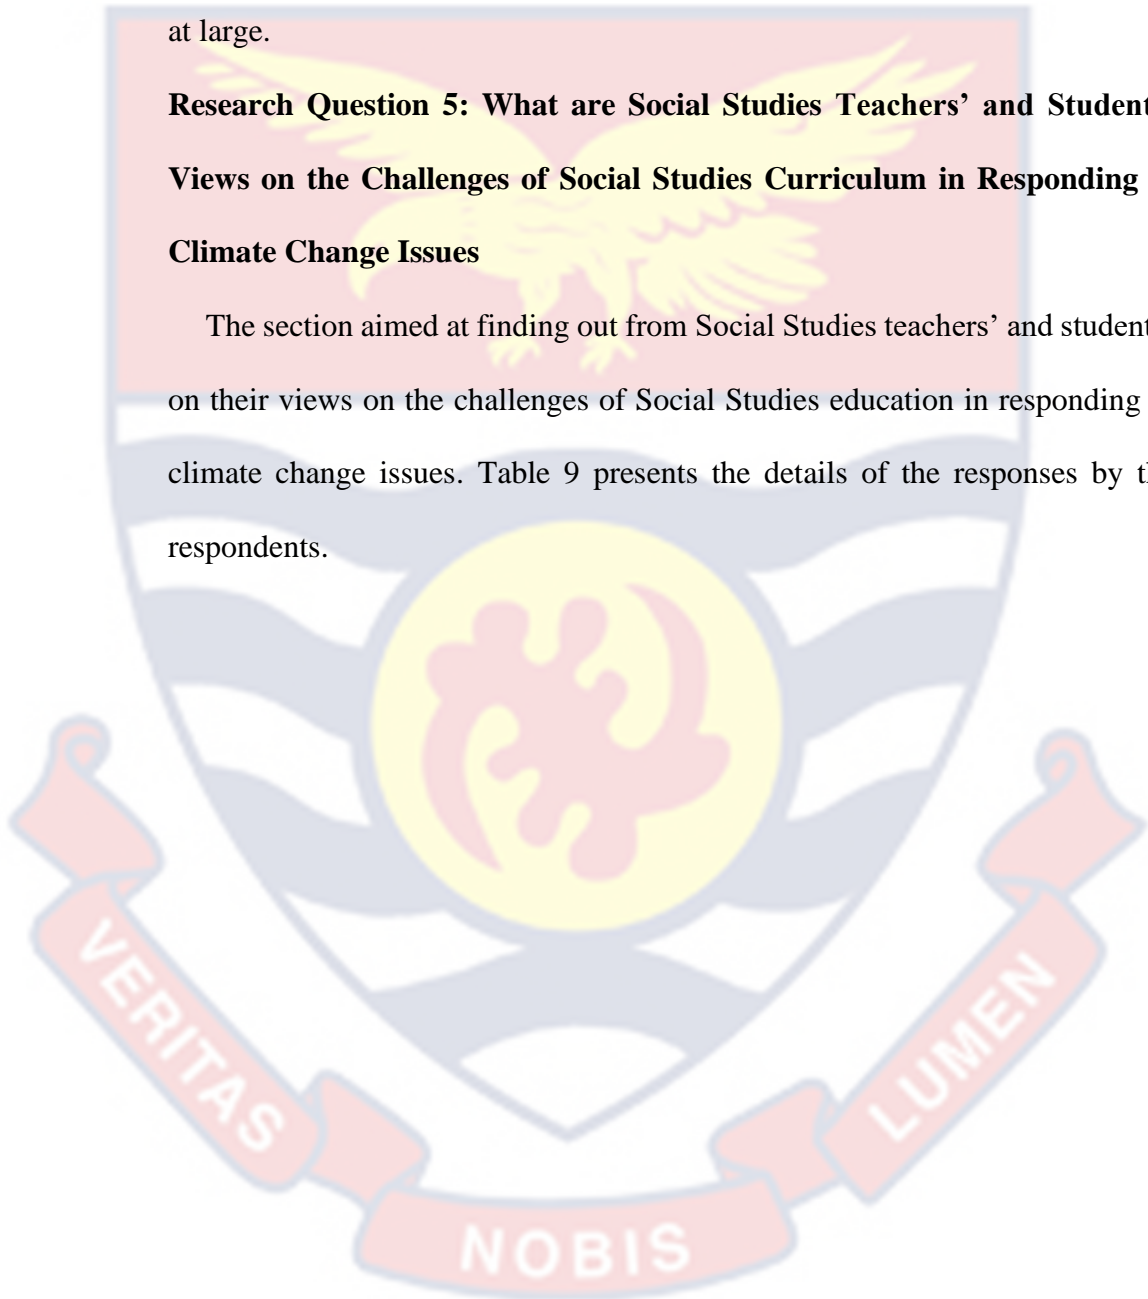 at large.
Research Question 5: What are Social Studies Teachers’ and Student
Views on the Challenges of Social Studies Curriculum in Responding
Climate Change Issues
The section aimed at finding out from Social Studies teachers’ and student
on their views on the challenges of Social Studies education in responding
climate change issues. Table 9 presents the details of the responses by
respondents.
VERITAS
NOBIS
LUMEN